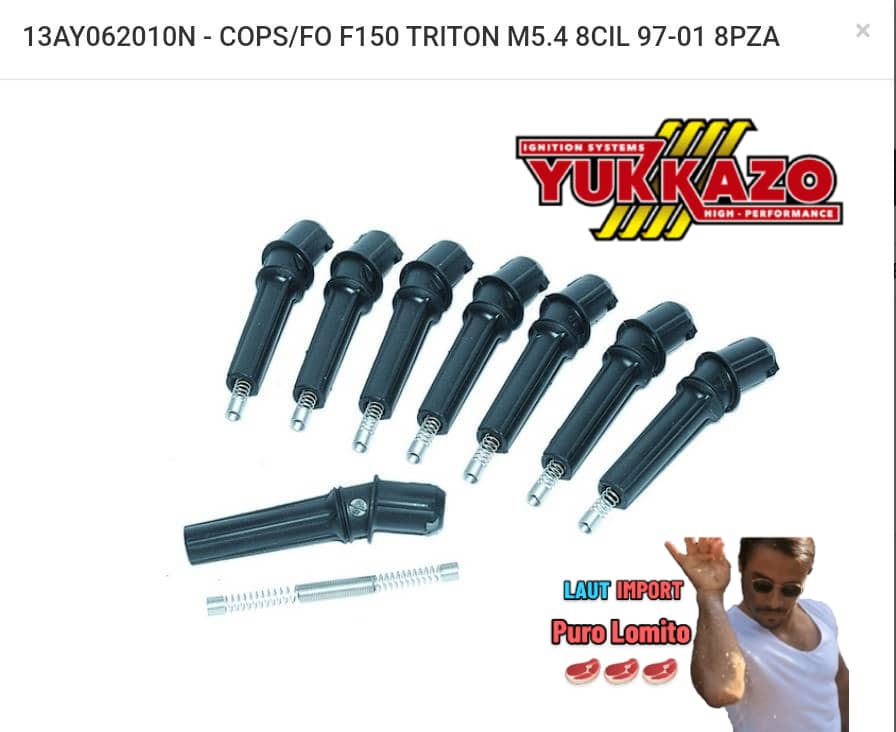 13AY062010N - COPS/FO F150 TRITON M5.4 8CIL 97-01 8PZA
×
IGNITION SYSTEMS
YUKKAZO
HIGH - PERFORMANCE
LAUT IMPORT
Puro Lomito